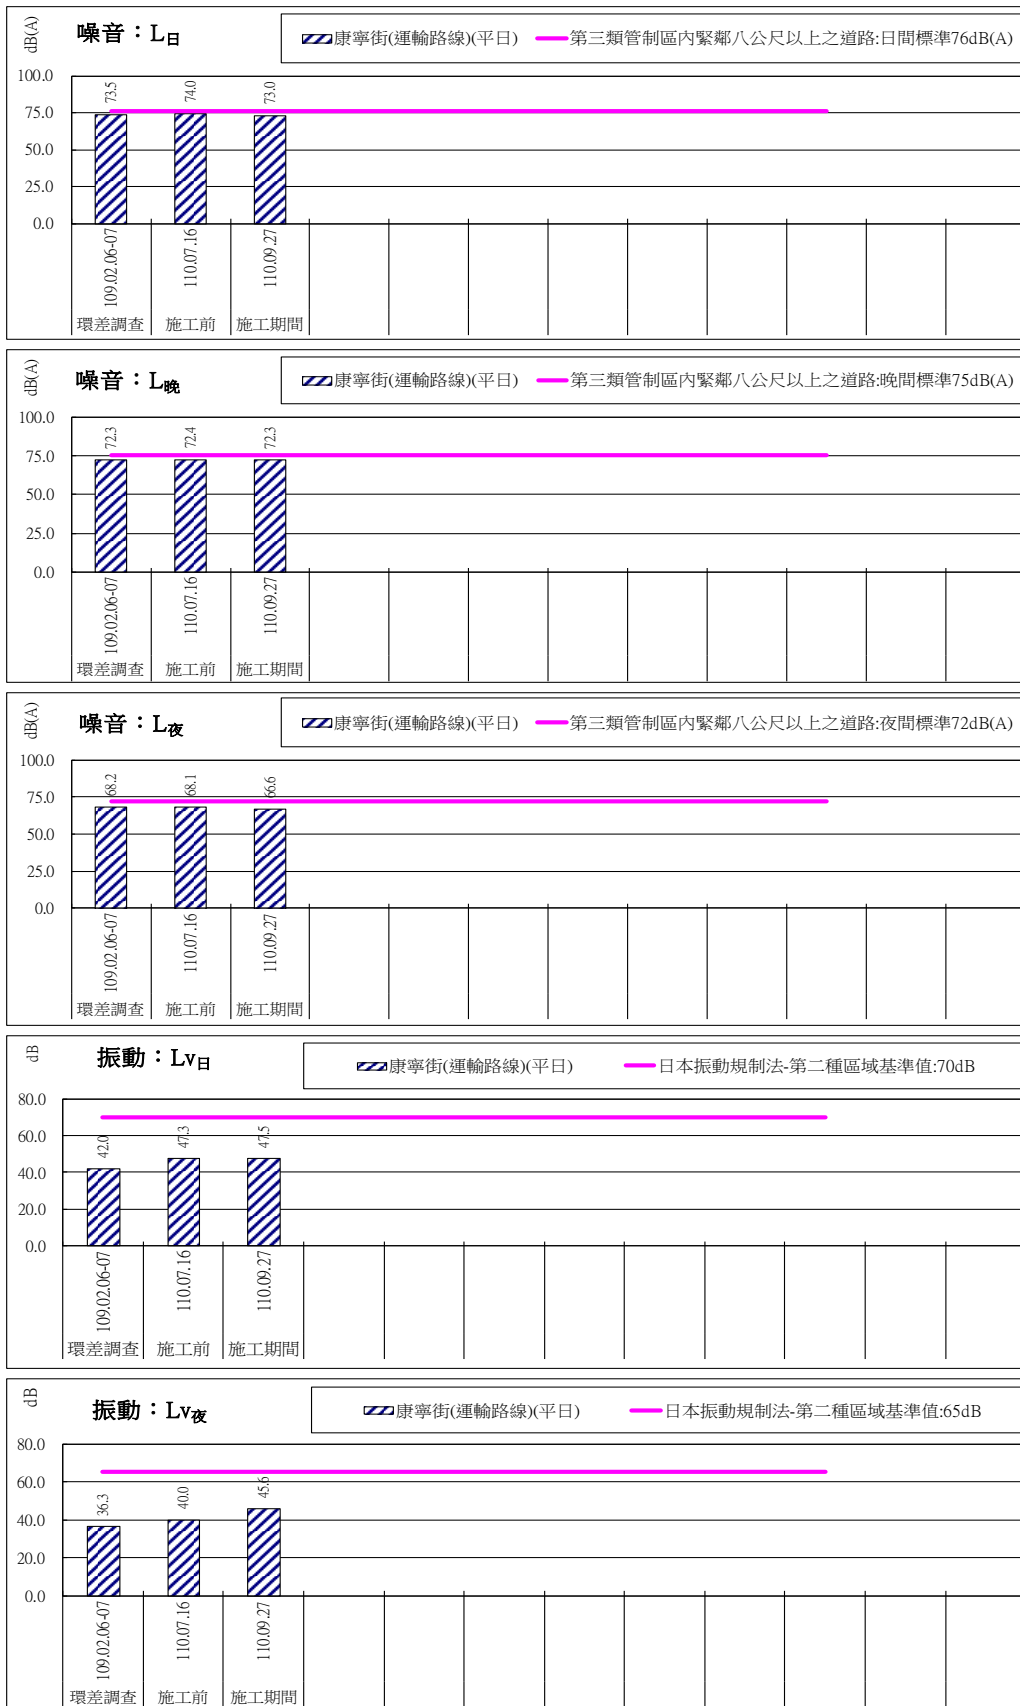 dB(A)
噪音：L日
康寧街(運輸路線)(平日)
第三類管制區內緊鄰八公尺以上之道路:日間標準76dB(A)
100.0
75.0
50.0
25.0
0.0
73.5
74.0
73.0
109.02.06-07
110.07.16
110.09.27
環差調查
施工前
施工期間
dB(A)
噪音：L晚
康寧街(運輸路線)(平日)
第三類管制區內緊鄰八公尺以上之道路:晚間標準75dB(A)
100.0
75.0
50.0
25.0
0.0
72.3
72.4
72.3
109.02.06-07
110.07.16
110.09.27
環差調查
施工前
施工期間
dB(A)
噪音：L夜
康寧街(運輸路線)(平日)
第三類管制區內緊鄰八公尺以上之道路:夜間標準72dB(A)
100.0
75.0
50.0
25.0
0.0
68.2
68.1
66.6
109.02.06-07
110.07.16
110.09.27
環差調查
施工前
施工期間
dB
振動：Lv日
康寧街(運輸路線)(平日)
日本振動規制法-第二種區域基準值:70dB
80.0
60.0
40.0
20.0
0.0
42.0
47.3
47.5
109.02.06-07
110.07.16
110.09.27
環差調查
施工前
施工期間
dB
振動：Lv夜
康寧街(運輸路線)(平日)
日本振動規制法-第二種區域基準值:65dB
80.0
60.0
40.0
20.0
0.0
36.3
40.0
45.6
109.02.06-07
110.07.16
110.09.27
環差調查
施工前
施工期間